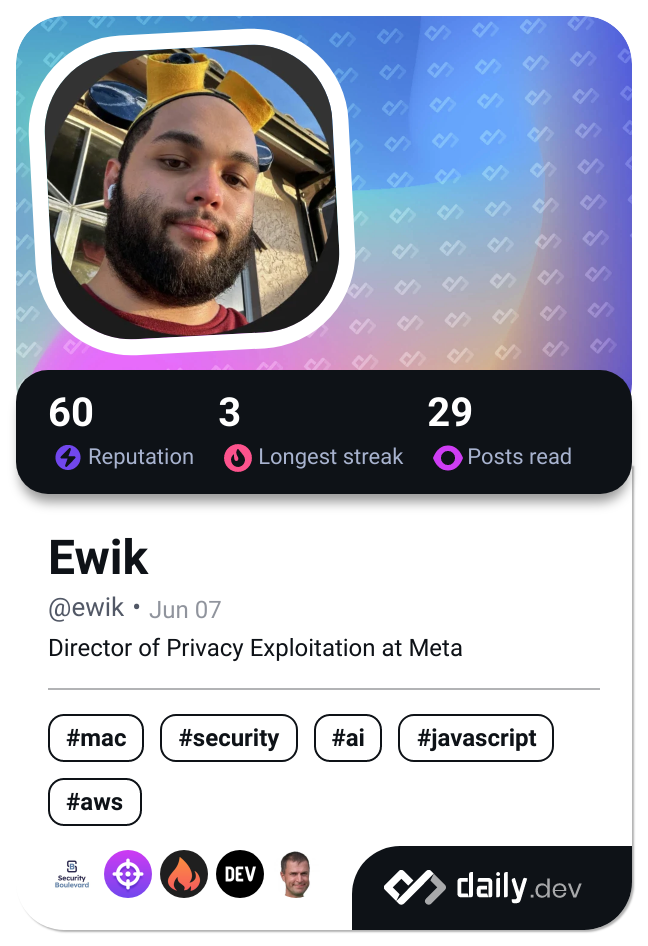 60 3 29
Reputation Longest streak Posts read
Ewik
@ewik • Jun 07
Director of Privacy Exploitation at Meta
#mac #security #ai #javascript
#aws
Security
Boulevard
DEV
daily.dev